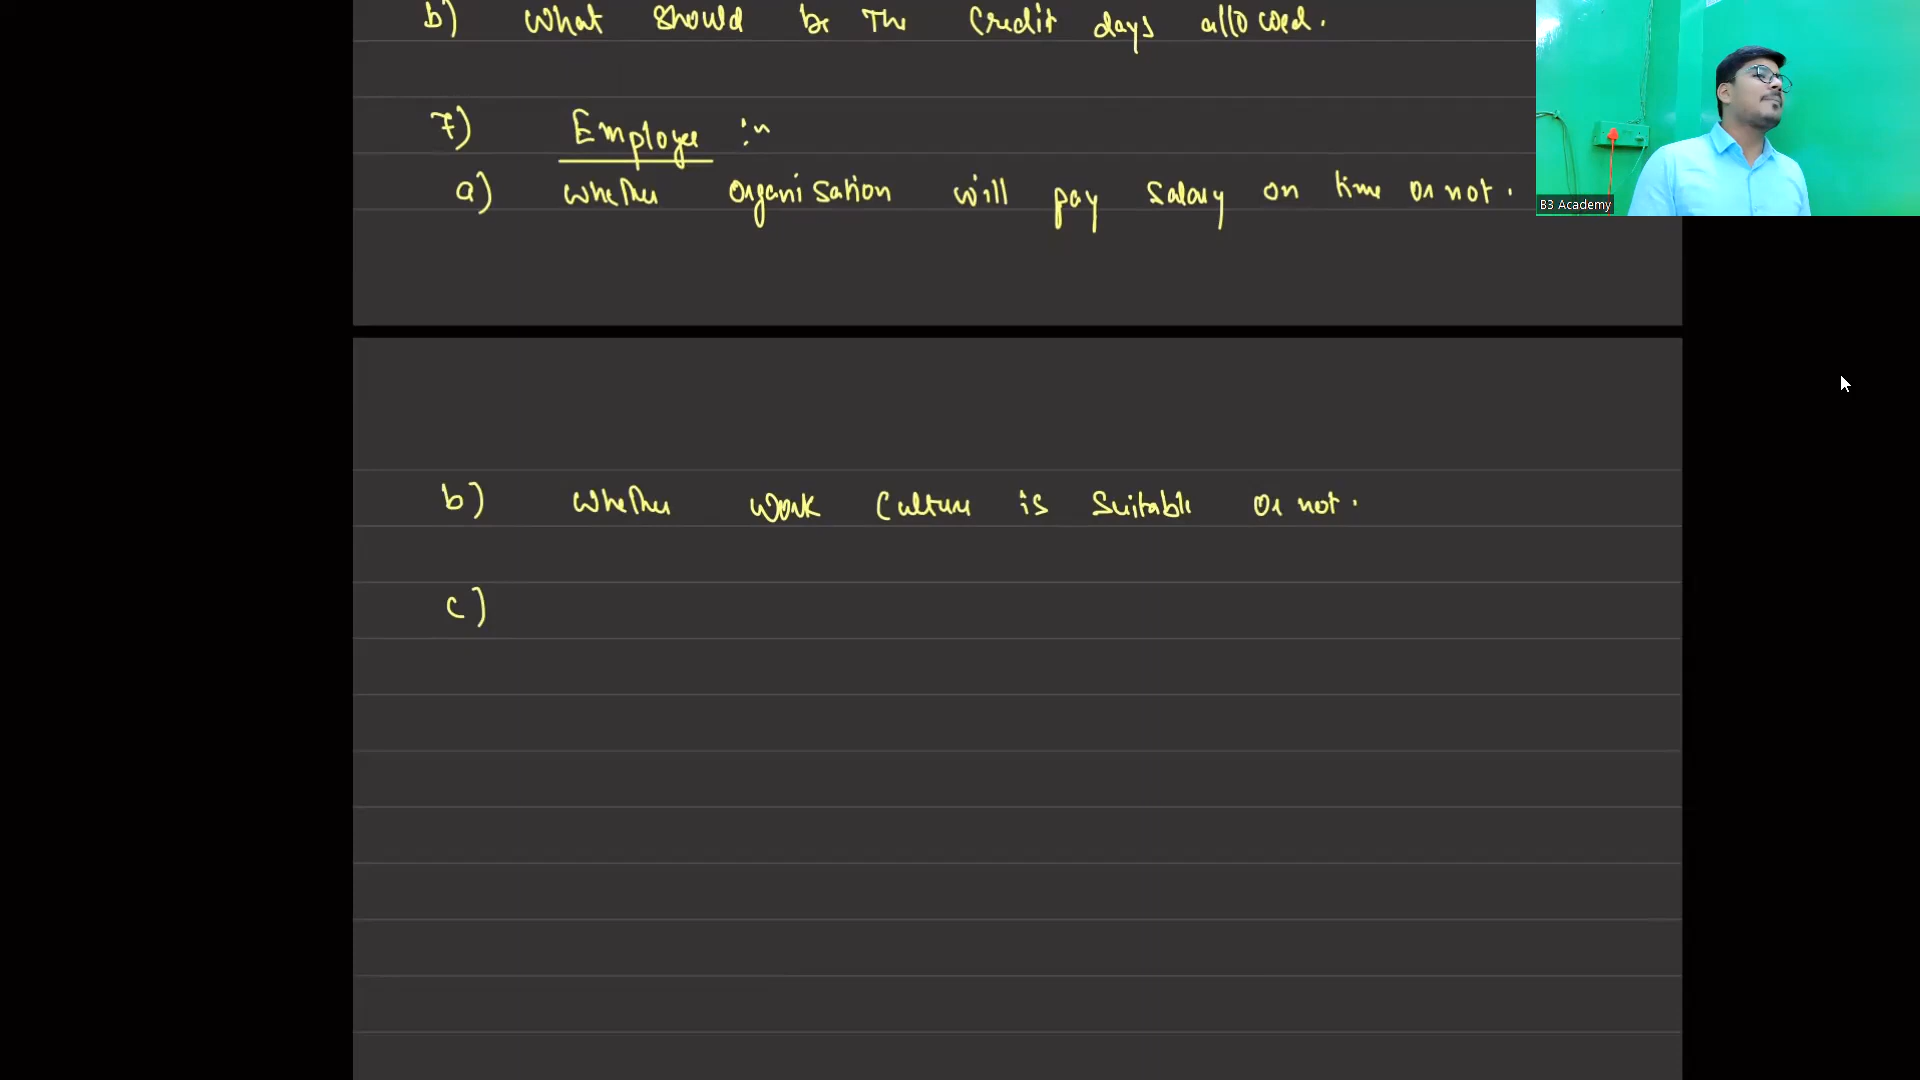 b) What should be The Credit days allowed.
7) Employee :~
a) whether organisation will pay salary on time or not.
B3 Academy
b) whether work Culture is Suitable or not.
c)